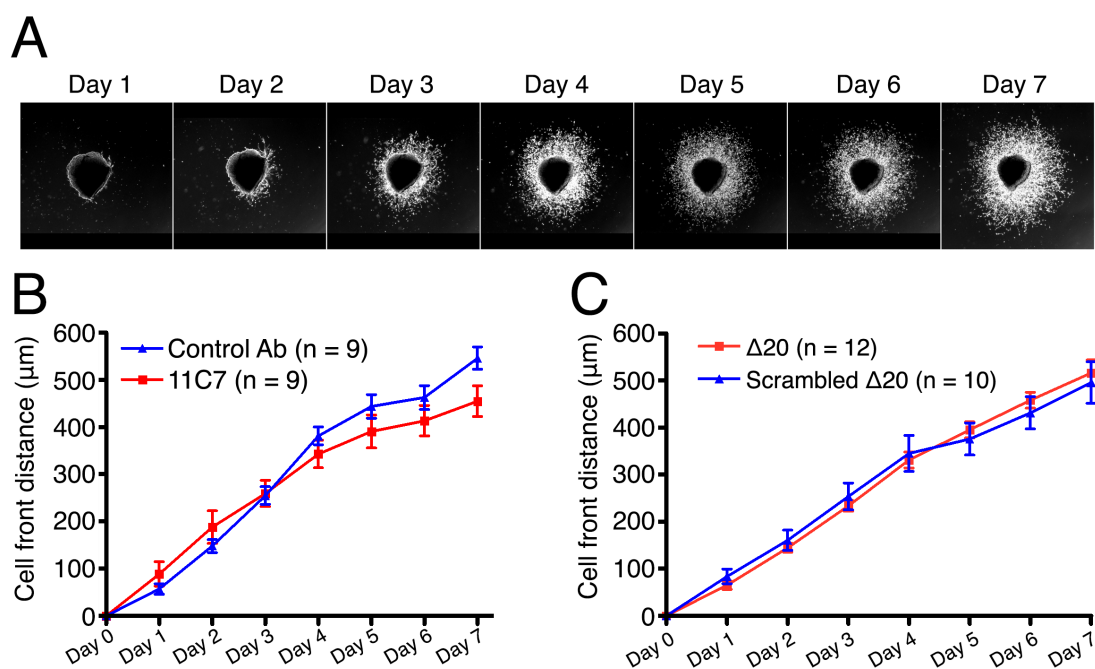 A
Day 1 Day 2 Day 3 Day 4 Day 5 Day 6 Day 7
B
Cell front distance (µm)
600
500
400
300
200
100
0
Control Ab (n = 9)
11C7 (n = 9)
Day 0 Day 1 Day 2 Day 3 Day 4 Day 5 Day 6 Day 7
C
Cell front distance (µm)
600
500
400
300
200
100
0
Δ20 (n = 12)
Scrambled Δ20 (n = 10)
Day 0 Day 1 Day 2 Day 3 Day 4 Day 5 Day 6 Day 7